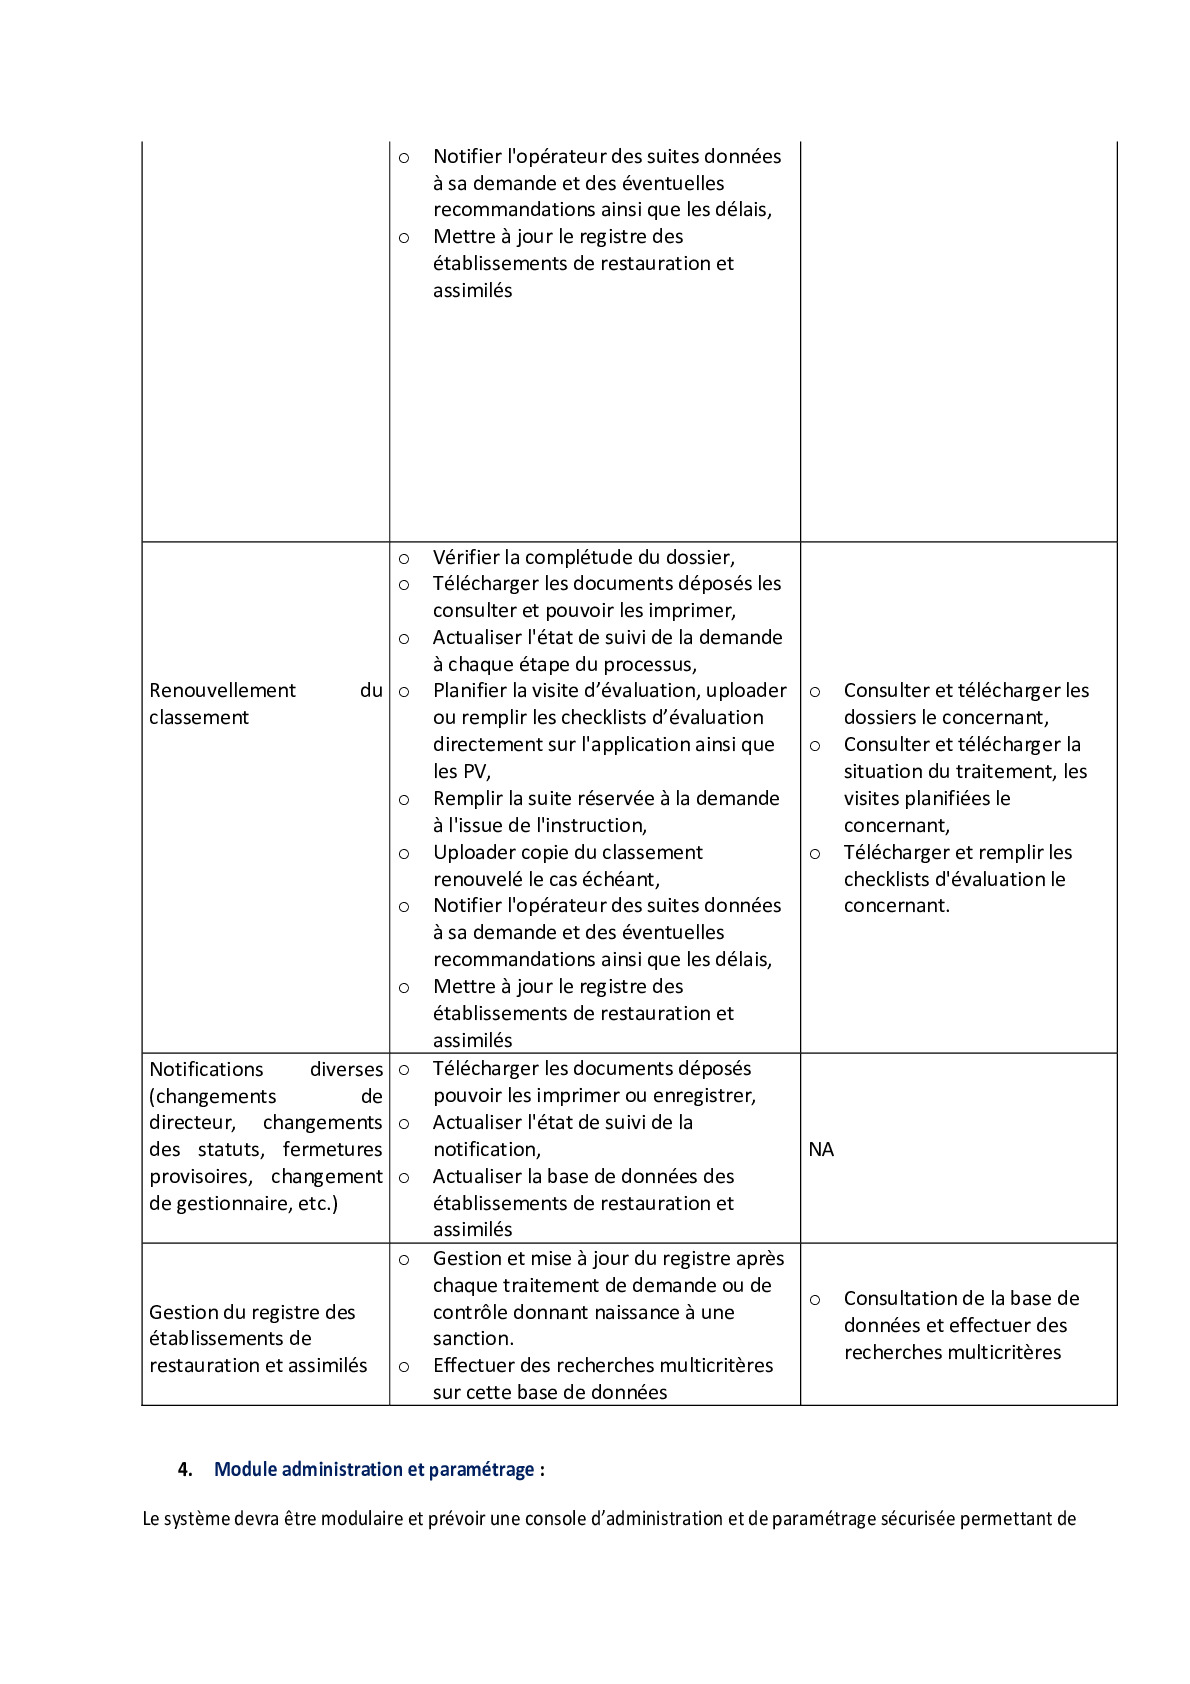 o Notifier l'opérateur des suites données
à sa demande et des éventuelles
recommandations ainsi que les délais,
o Mettre à jour le registre des
établissements de restauration et
assimilés
Renouvellement du
classement
o Vérifier la complétude du dossier,
o Télécharger les documents déposés les
consulter et pouvoir les imprimer,
o Actualiser l'état de suivi de la demande
à chaque étape du processus,
o Planifier la visite d’évaluation, uploader
ou remplir les checklists d’évaluation
directement sur l'application ainsi que
les PV,
o Remplir la suite réservée à la demande
à l'issue de l'instruction,
o Uploader copie du classement
renouvelé le cas échéant,
o Notifier l'opérateur des suites données
à sa demande et des éventuelles
recommandations ainsi que les délais,
o Mettre à jour le registre des
établissements de restauration et
assimilés
o Consulter et télécharger les
dossiers le concernant,
o Consulter et télécharger la
situation du traitement, les
visites planifiées le
concernant,
o Télécharger et remplir les
checklists d'évaluation le
concernant.
Notifications diverses
(changements de
directeur, changements
des statuts, fermetures
provisoires, changement
de gestionnaire, etc.)
o Télécharger les documents déposés
pouvoir les imprimer ou enregistrer,
o Actualiser l'état de suivi de la
notification,
o Actualiser la base de données des
établissements de restauration et
assimilés
NA
Gestion du registre des
établissements de
restauration et assimilés
o Gestion et mise à jour du registre après
chaque traitement de demande ou de
contrôle donnant naissance à une
sanction.
o Effectuer des recherches multicritères
sur cette base de données
o Consultation de la base de
données et effectuer des
recherches multicritères
4. Module administration et paramétrage :
Le système devra être modulaire et prévoir une console d’administration et de paramétrage sécurisée permettant de